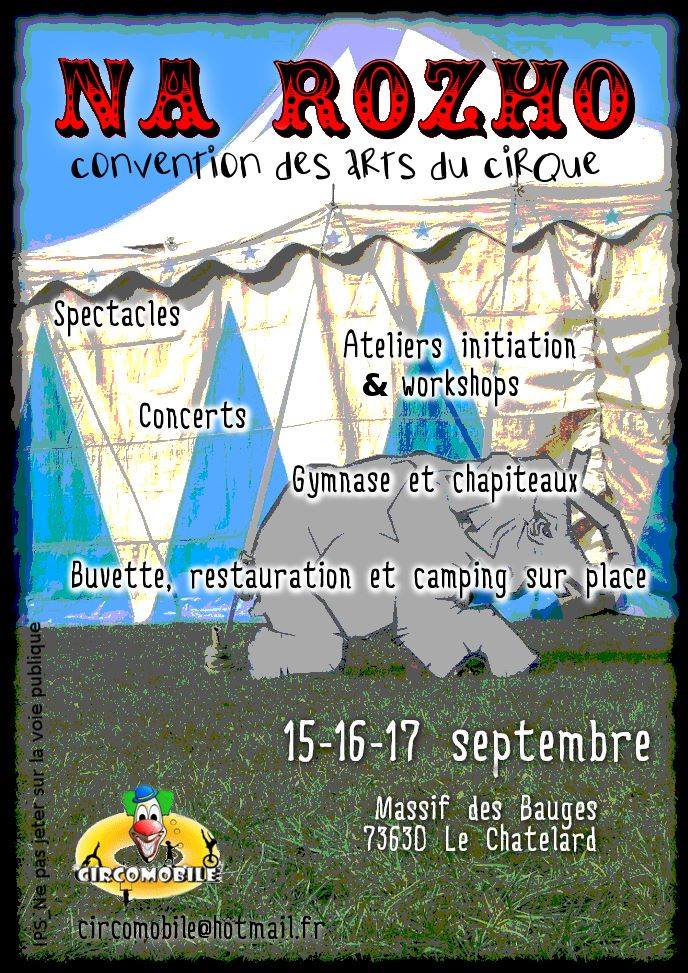 NA ROZHO
convention des arts du cirque
Spectacles
Ateliers initiation
& workshops
Concerts
Gymnase et chapiteaux
Buvette, restauration et camping sur place
15-16-17 septembre
Massif des Bauges
73630 Le Chatelard
CIRCOMOBILE
circomobile@hotmail.fr
IPS_Ne pas jeter sur la voie publique